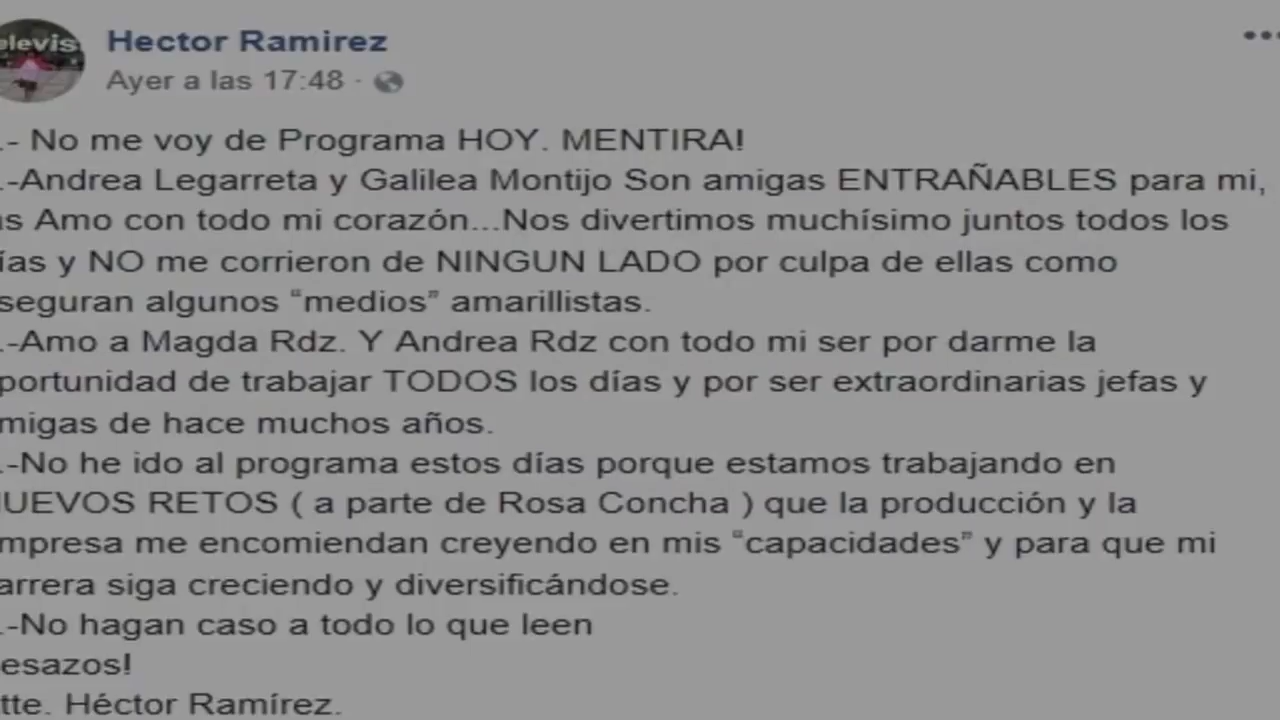 elevis
Hector Ramirez
Ayer a las 17:48 ·
.- No me voy de Programa HOY. MENTIRA!
.-Andrea Legarreta y Galilea Montijo Son amigas ENTRAÑABLES para mi,
as Amo con todo mi corazón...Nos divertimos muchísimo juntos todos los
ías y NO me corrieron de NINGUN LADO por culpa de ellas como
seguran algunos “medios” amarillistas.
.-Amo a Magda Rdz. Y Andrea Rdz con todo mi ser por darme la
portunidad de trabajar TODOS los días y por ser extraordinarias jefas y
migas de hace muchos años.
.-No he ido al programa estos días porque estamos trabajando en
NUEVOS RETOS ( a parte de Rosa Concha ) que la producción y la
mpresa me encomiendan creyendo en mis “capacidades” y para que mi
arrera siga creciendo y diversificándose.
.-No hagan caso a todo lo que leen
esazos!
tte. Héctor Ramírez.